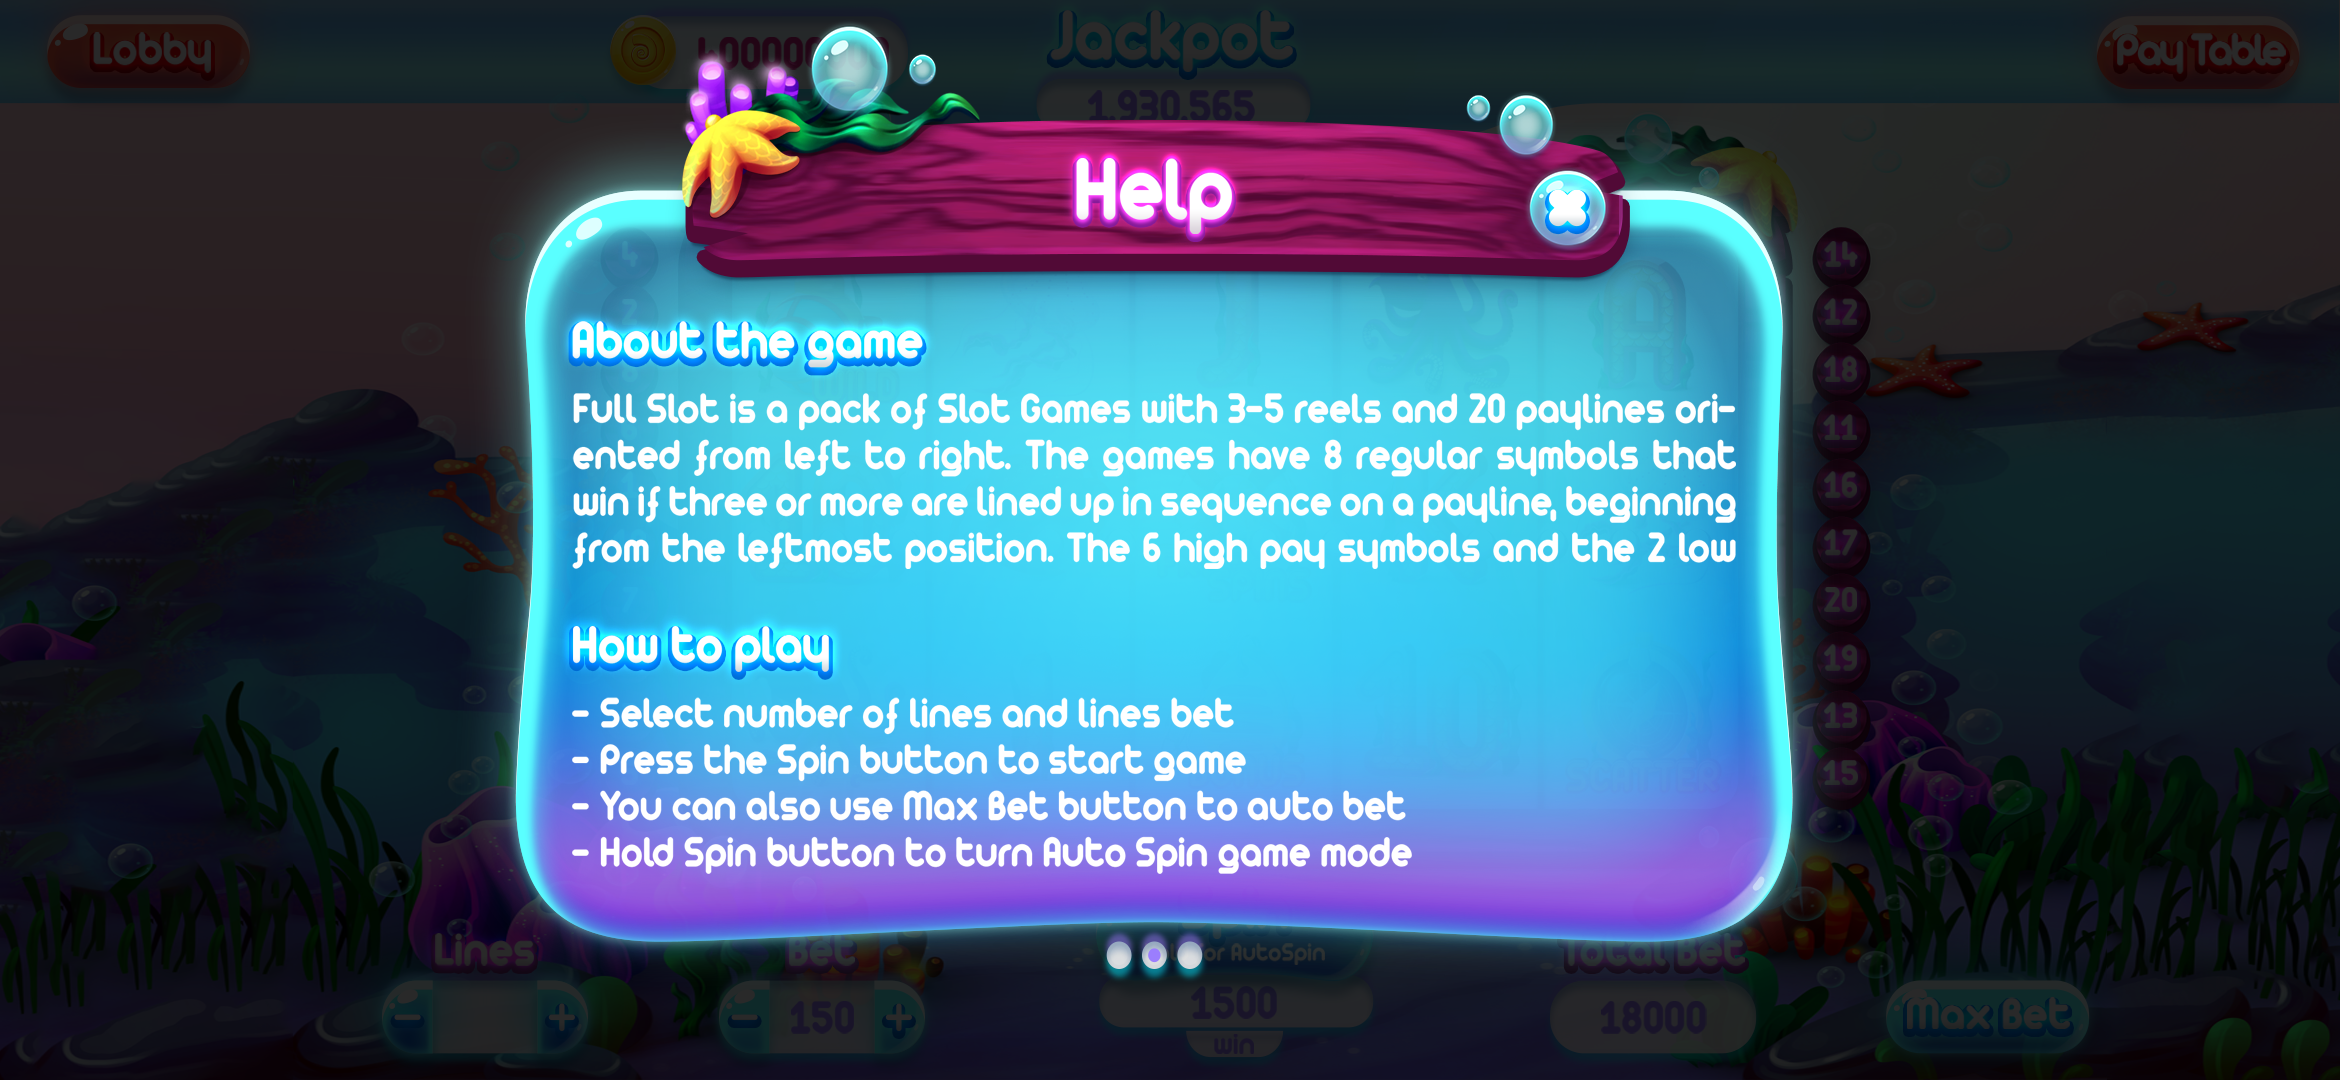 Lobby
Jackpot
Pay Table
1.930.565
Help
14
4
12
2
About the game
18
Full Slot is a pack of Slot Games with 3-5 reels and 20 paylines ori-
11
ented from left to right. The games have 8 regular symbols that
16
win if three or more are lined up in sequence on a payline, beginning
17
from the leftmost position. The 6 high pay symbols and the 2 low
20
How to play
19
- Select number of lines and lines bet
13
- Press the Spin button to start game
15
- You can also use Max Bet button to auto bet
- Hold Spin button to turn Auto Spin game mode
Lines
Bet
or AutoSpin
Total Bet
- +
- 150 +
1500
18000
Max Bet
win